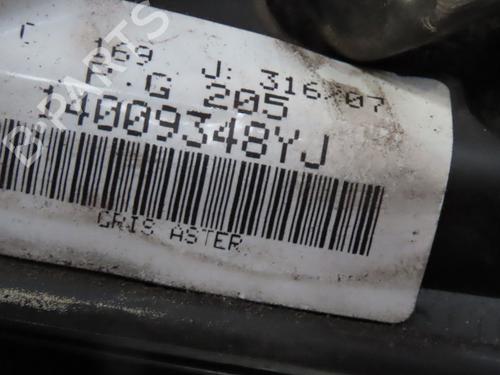 169 J: 316/07
P.G 205
14009348YJ
GRIS ASTER